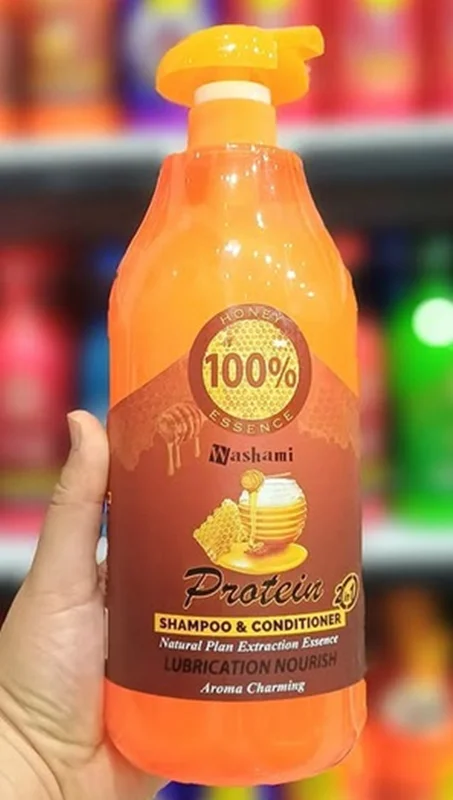 HONEY
100%
ESSENCE
Washami
Protein
2in1
SHAMPOO & CONDITIONER
Natural Plan Extraction Essence
LUBRICATION NOURISH
Aroma Charming